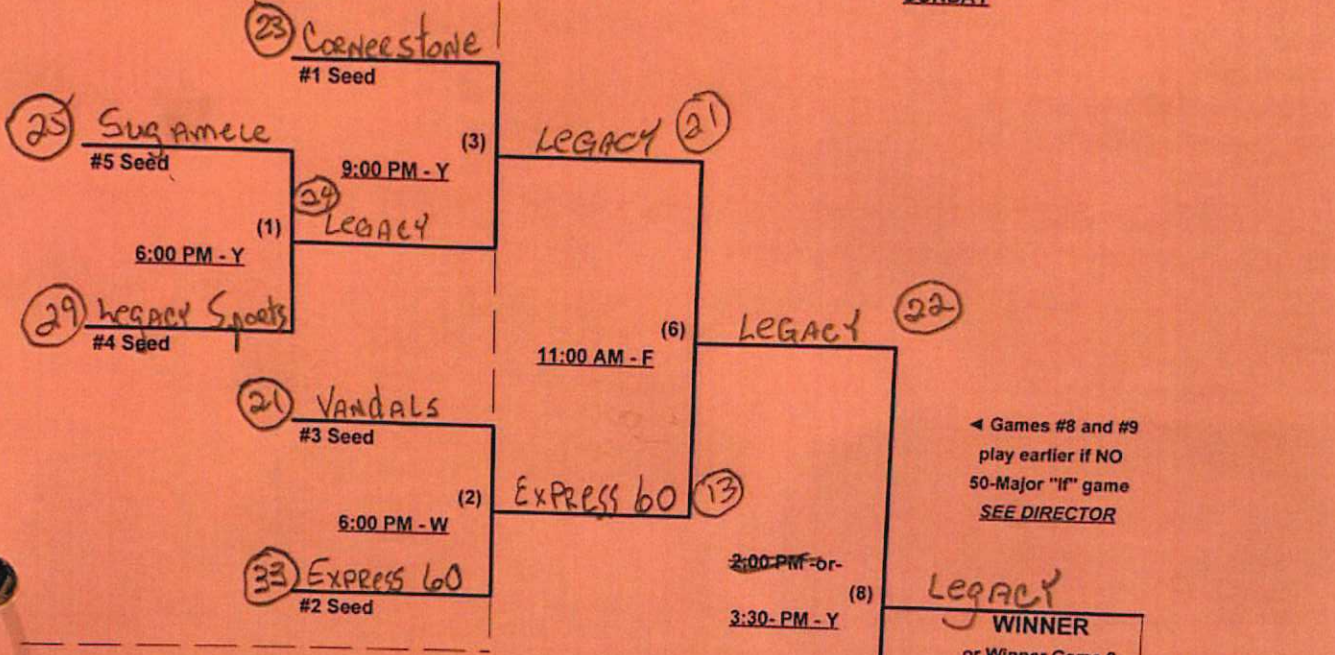 23 Cornerstone
#1 Seed
25 Sugamele
#5 Seed
(3)
9:00 PM - Y
LEGACY 21
24
LEGACY
(1)
6:00 PM - Y
29 Legacy Sports
#4 Seed
(6)
11:00 AM - F
LEGACY 22
21 VANDALS
#3 Seed
◄ Games #8 and #9
play earlier if NO
50-Major "If" game
SEE DIRECTOR
(2)
6:00 PM - W
EXPRESS 60 13
33 EXPRESS 60
#2 Seed
2:00 PM -or-
(8)
3:30- PM - Y
Legacy
WINNER